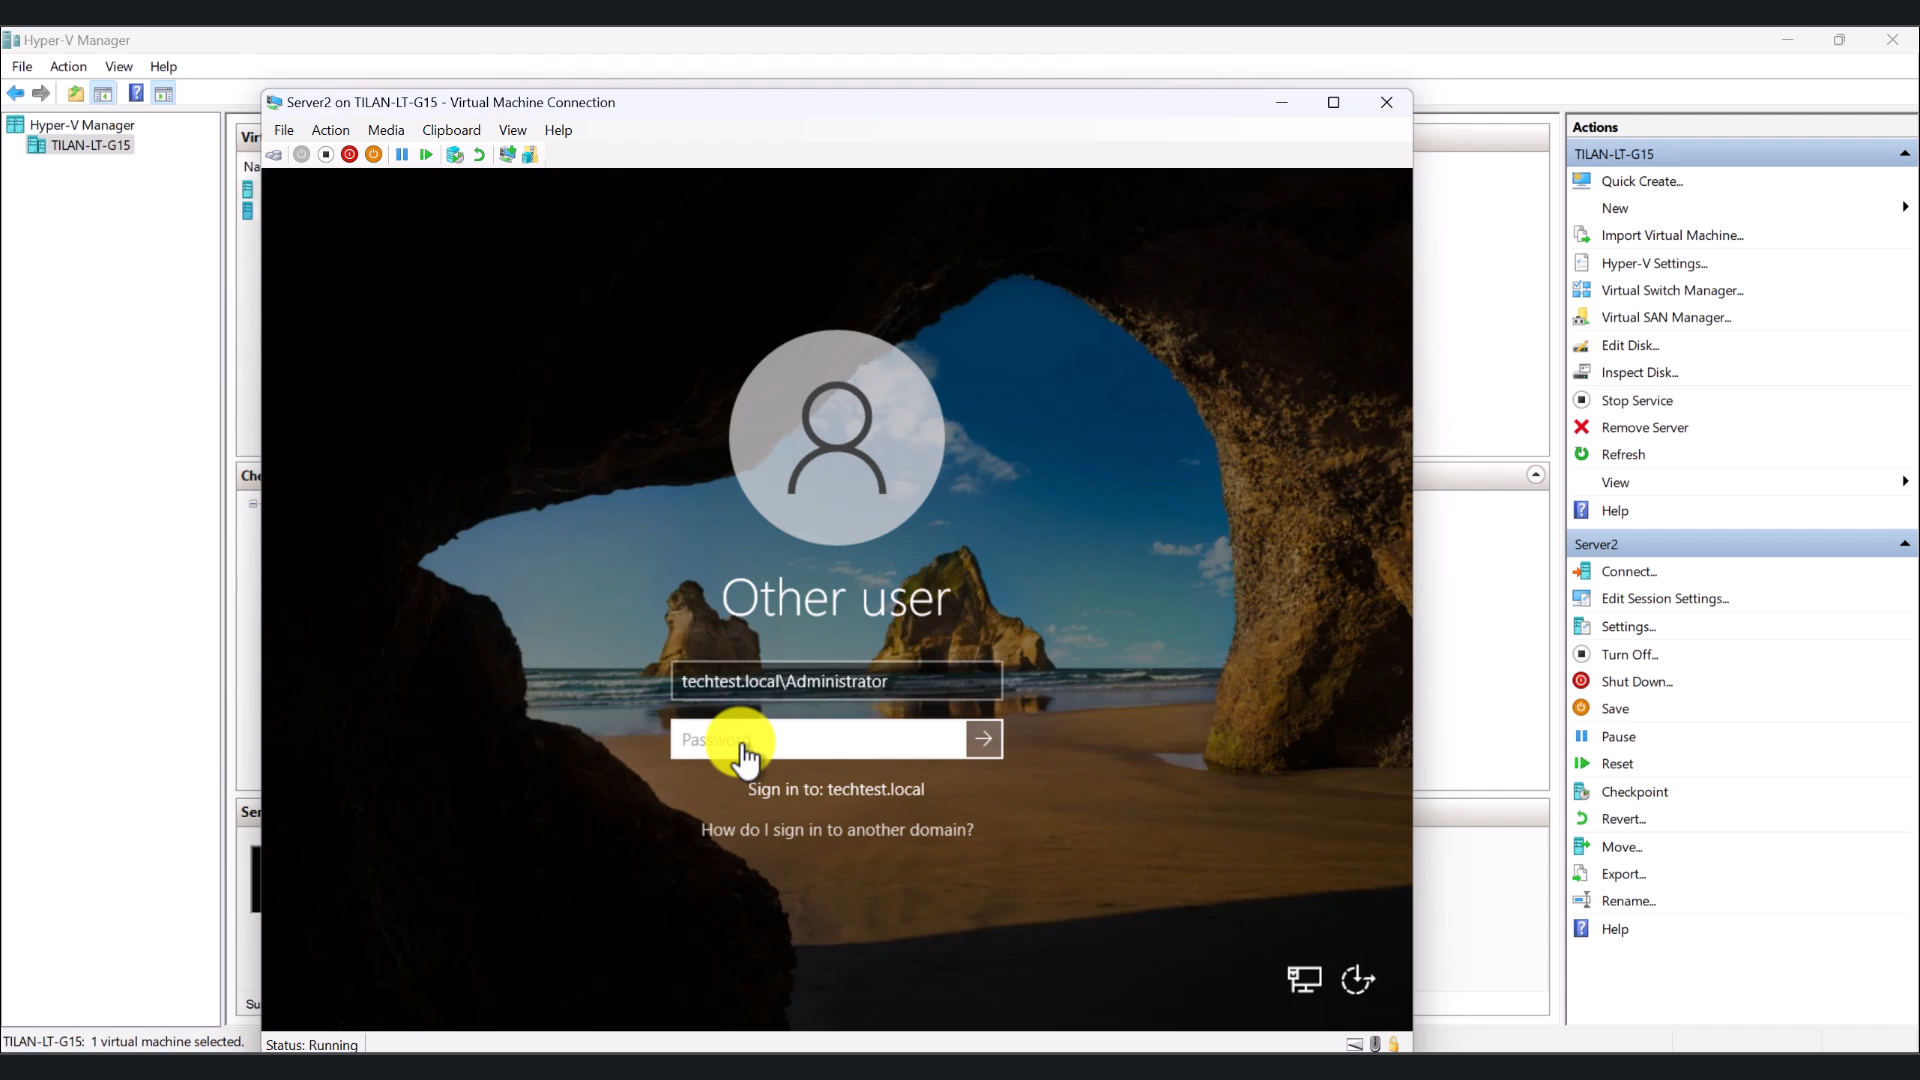 Hyper-V Manager
File Action View Help
Hyper-V Manager
TILAN-LT-G15
Server2 on TILAN-LT-G15 - Virtual Machine Connection
File Action Media Clipboard View Help
Other user
techtest.local\Administrator
Password
Sign in to: techtest.local
How do I sign in to another domain?
Status: Running
Actions
TILAN-LT-G15
Quick Create...
New
Import Virtual Machine...
Hyper-V Settings...
Virtual Switch Manager...
Virtual SAN Manager...
Edit Disk...
Inspect Disk...
Stop Service
Remove Server
Refresh
View
Help
Server2
Connect...
Edit Session Settings...
Settings...
Turn Off...
Shut Down...
Save
Pause
Reset
Checkpoint
Revert...
Move...
Export...
Rename...
Help
TILAN-LT-G15: 1 virtual machine selected.